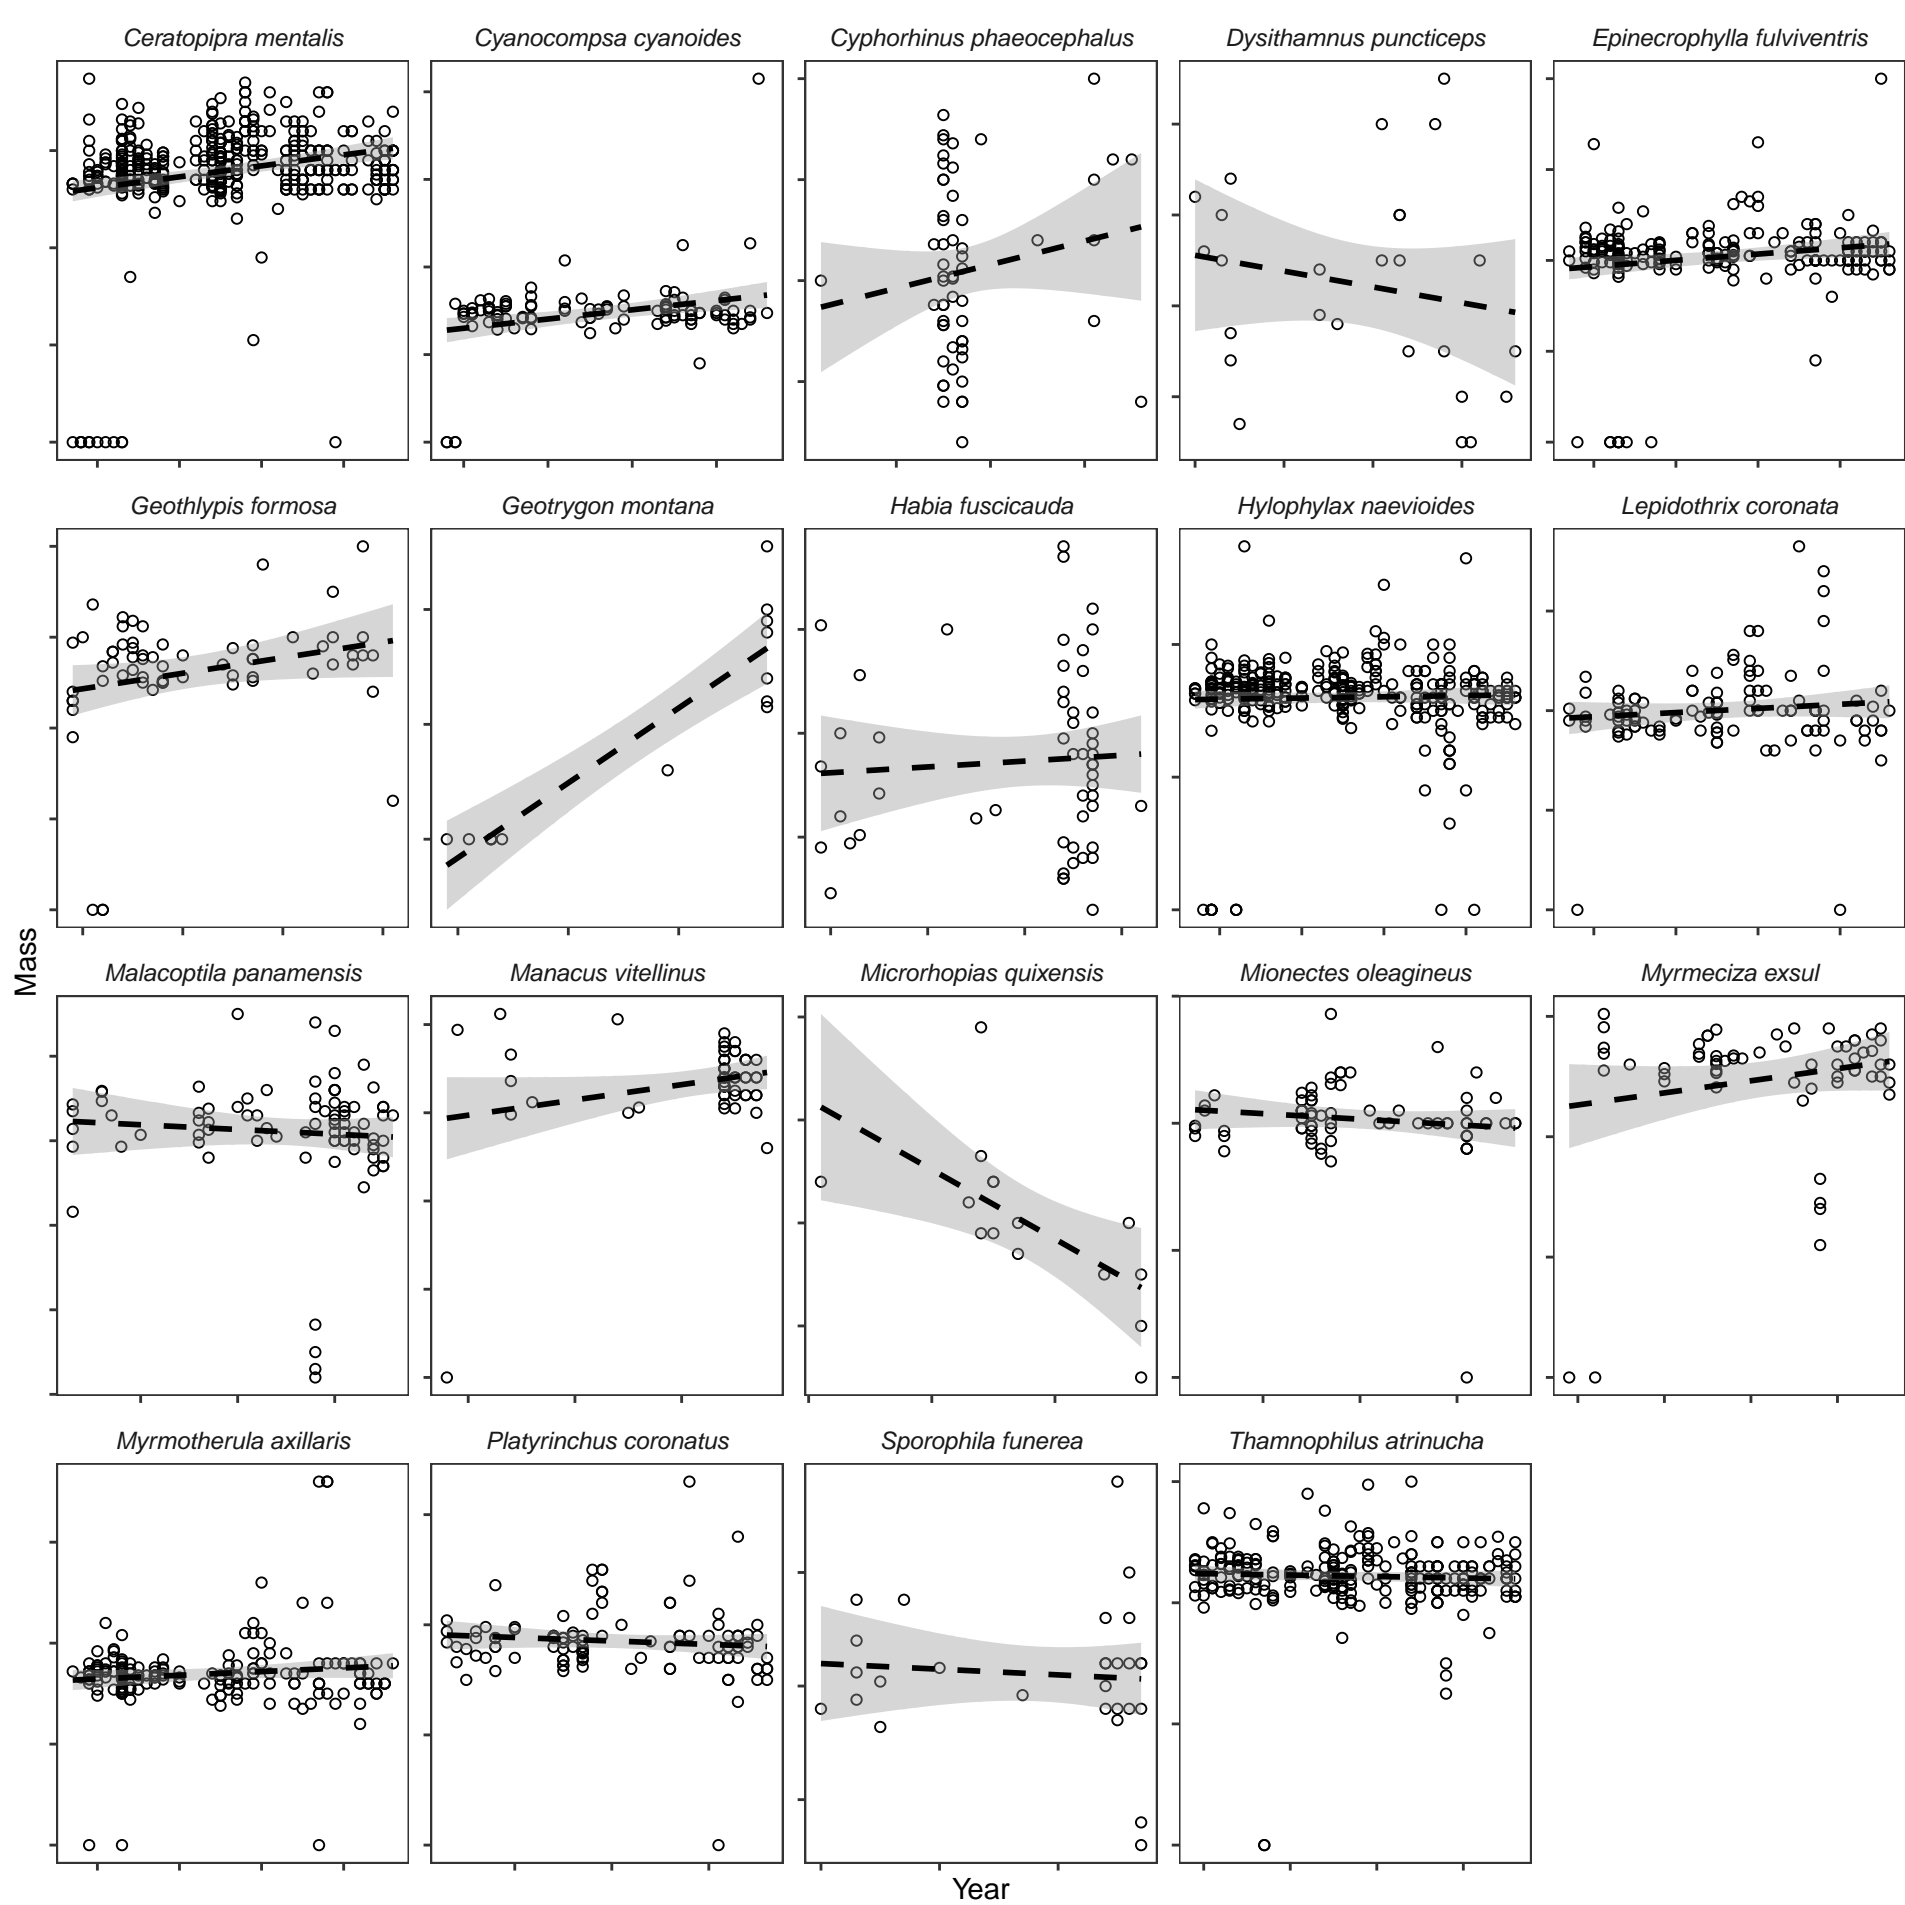 Ceratopipra mentalis
Cyanocompsa cyanoides
Cyphorhinus phaeocephalus
Dysithamnus puncticeps
Epinecrophylla fulviventris
Geothlypis formosa
Geotrygon montana
Habia fuscicauda
Hylophylax naevioides
Lepidothrix coronata
Mass
Malacoptila panamensis
Manacus vitellinus
Microrhopias quixensis
Mionectes oleagineus
Myrmeciza exsul
Myrmotherula axillaris
Platyrinchus coronatus
Sporophila funerea
Thamnophilus atrinucha
Year